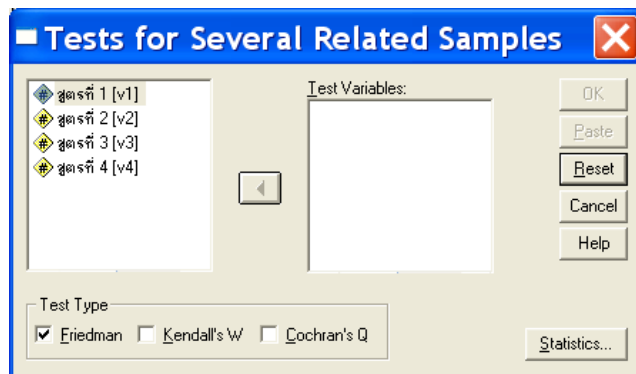 Tests for Several Related Samples
สูตรที่ 1 [v1]
สูตรที่ 2 [v2]
สูตรที่ 3 [v3]
สูตรที่ 4 [v4]
Test Variables:
OK
Paste
Reset
Cancel
Help
Test Type
Friedman
Kendall's W
Cochran's Q
Statistics...